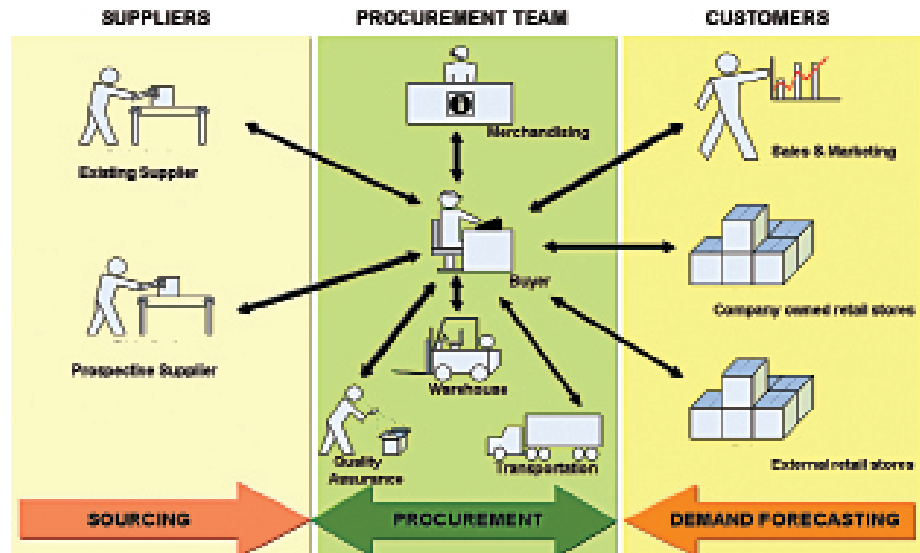 SUPPLIERS
PROCUREMENT TEAM
CUSTOMERS
Existing Supplier
Prospective Supplier
Merchandising
Buyer
Warehouse
Quality
Assurance
Transportation
Sales & Marketing
Company owned retail stores
External retail stores
SOURCING
PROCUREMENT
DEMAND FORECASTING